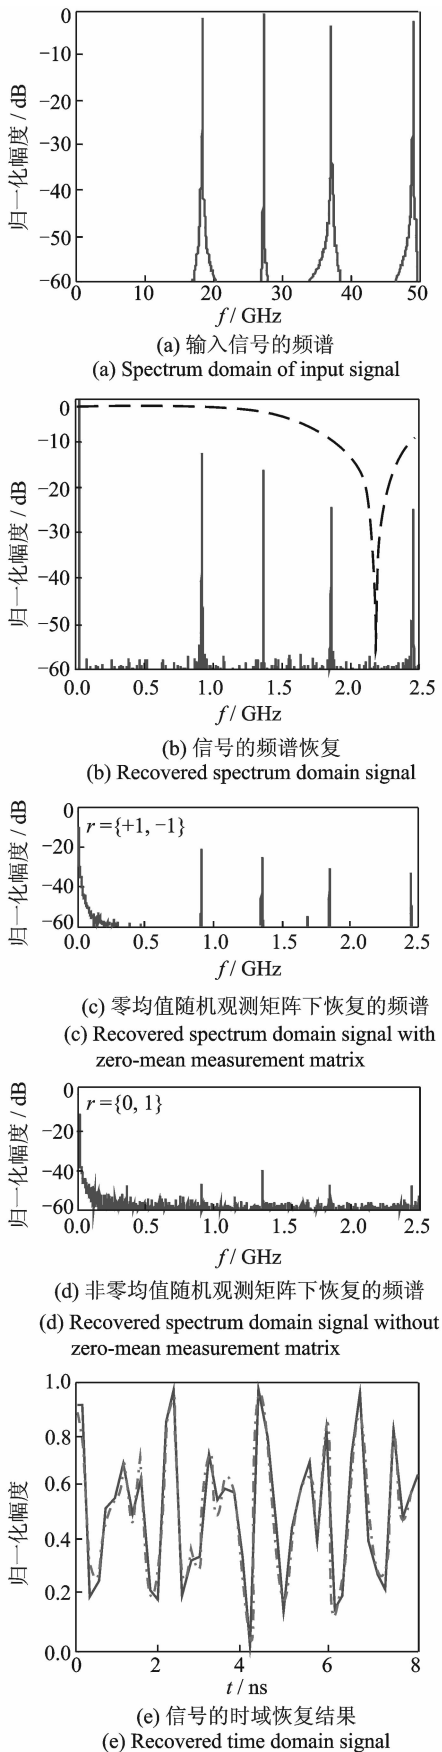 0
−10
−20
−30
−40
−50
−60
归一化幅度 / dB
0 10 20 30 40 50
f / GHz
(a) 输入信号的频谱
(a) Spectrum domain of input signal
0
−10
−20
−30
−40
−50
−60
归一化幅度 / dB
0.0 0.5 1.0 1.5 2.0 2.5
f / GHz
(b) 信号的频谱恢复
(b) Recovered spectrum domain signal
0
−20
−40
−60
归一化幅度 / dB
r={+1, −1}
0.0 0.5 1.0 1.5 2.0 2.5
f / GHz
(c) 零均值随机观测矩阵下恢复的频谱
(c) Recovered spectrum domain signal with
zero-mean measurement matrix
0
−20
−40
−60
归一化幅度 / dB
r={0, 1}
0.0 0.5 1.0 1.5 2.0 2.5
f / GHz
(d) 非零均值随机观测矩阵下恢复的频谱
(d) Recovered spectrum domain signal without
zero-mean measurement matrix
1.0
0.8
0.6
0.4
0.2
0.0
归一化幅度
0 2 4 6 8
t / ns
(e) 信号的时域恢复结果
(e) Recovered time domain signal